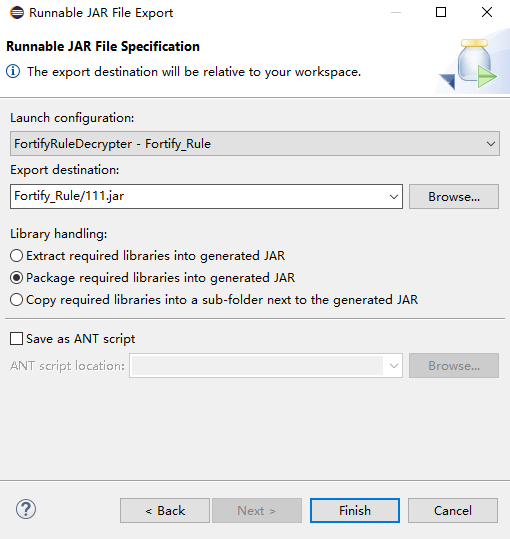 Runnable JAR File Export
Runnable JAR File Specification
The export destination will be relative to your workspace.
Launch configuration:
FortifyRuleDecrypter - Fortify_Rule
Export destination:
Fortify_Rule/111.jar
Browse...
Library handling:
Extract required libraries into generated JAR
Package required libraries into generated JAR
Copy required libraries into a sub-folder next to the generated JAR
Save as ANT script
ANT script location:
Browse...
< Back
Next >
Finish
Cancel